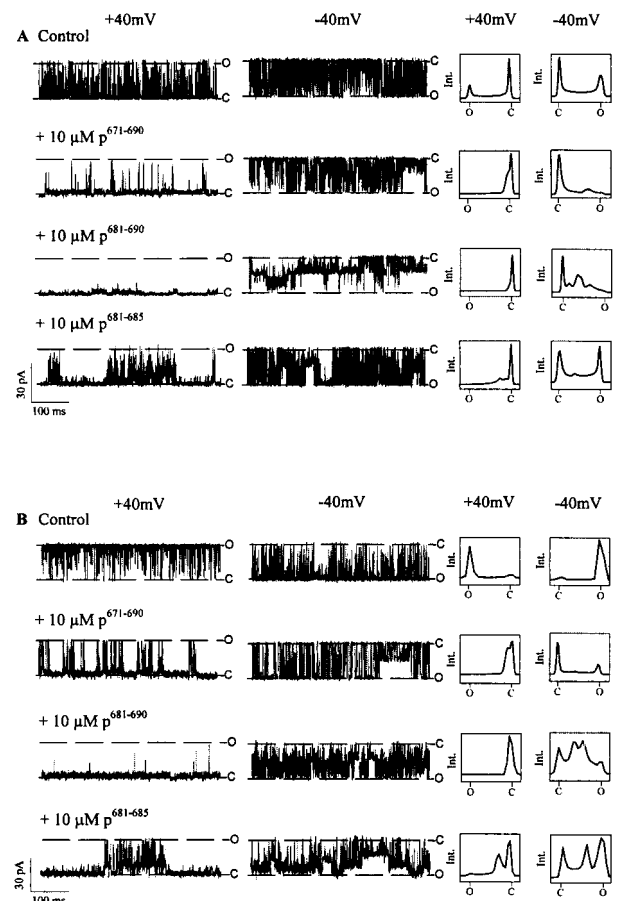 +40mV -40mV +40mV -40mV
A Control
O C C O Int. O C Int. C O
+ 10 µM p671-690
O C C O Int. O C Int. C O
+ 10 µM p681-690
O C C O Int. O C Int. C O
+ 10 µM p681-685
O C C O Int. O C Int. C O
30 pA
100 ms
+40mV -40mV +40mV -40mV
B Control
O C C O Int. O C Int. C O
+ 10 µM p671-690
O C C O Int. O C Int. C O
+ 10 µM p681-690
O C C O Int. O C Int. C O
+ 10 µM p681-685
O C C O Int. O C Int. C O
30 pA
100 ms